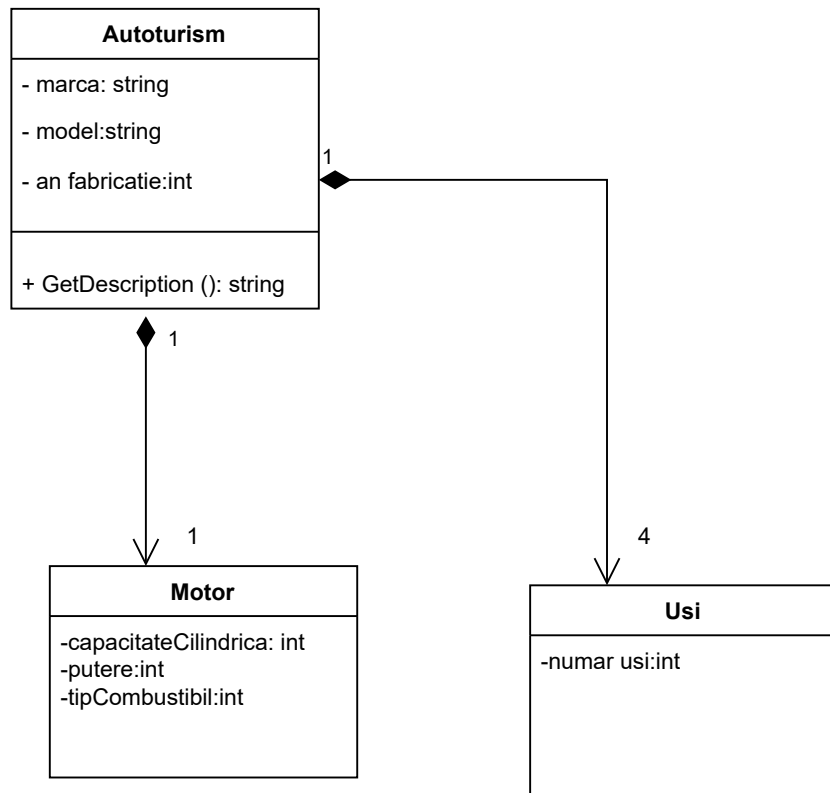 Autoturism
- marca: string
- model:string
- an fabricatie:int
1
+ GetDescription (): string
1
1
4
Motor
-capacitateCilindrica: int
-putere:int
-tipCombustibil:int
Usi
-numar usi:int